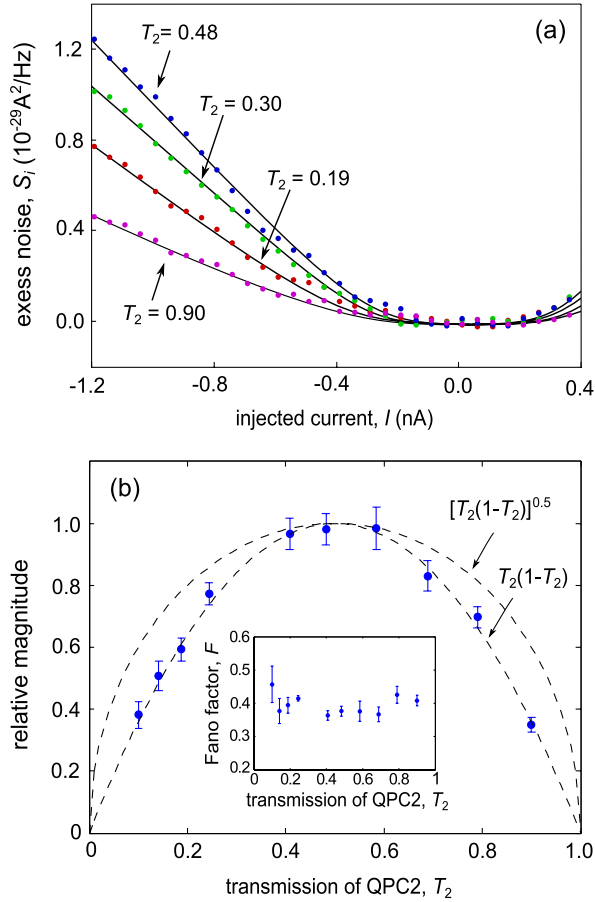 (a)
1.2
0.8
0.4
0.0
exess noise, Sᵢ (10⁻²⁹A²/Hz)
T₂ = 0.48
T₂ = 0.30
T₂ = 0.19
T₂ = 0.90
-1.2
-0.8
-0.4
0.0
0.4
injected current, I (nA)
(b)
1.0
0.8
0.6
0.4
0.2
0
relative magnitude
[T₂(1-T₂)]⁰·⁵
T₂(1-T₂)
0.6
0.5
0.4
0.3
0.2
Fano factor, F
0
0.2
0.4
0.6
0.8
1
transmission of QPC2, T₂
0
0.2
0.4
0.6
0.8
1.0
transmission of QPC2, T₂